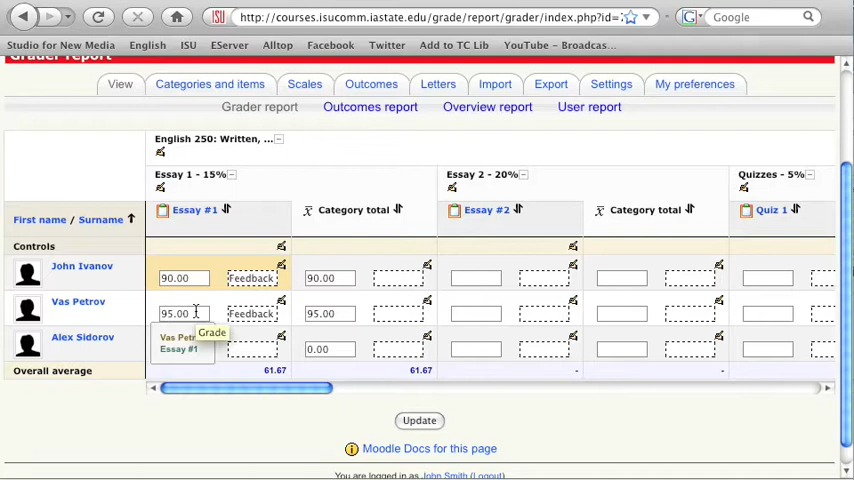 http://courses.isucomm.iastate.edu/grade/report/grader/index.php?id=
Google
Studio for New Media English ISU EServer Alltop Facebook Twitter Add to TC Lib YouTube - Broadcas...
Grader report
View Categories and items Scales Outcomes Letters Import Export Settings My preferences
Grader report Outcomes report Overview report User report
English 250: Written, ...
Essay 1 - 15% Essay 2 - 20% Quizzes - 5%
First name / Surname Essay #1 x̄ Category total Essay #2 x̄ Category total Quiz 1
Controls
John Ivanov 90.00 Feedback 90.00
Vas Petrov 95.00 Feedback 95.00
Grade
Vas Petr
Essay #1
Alex Sidorov 0.00
Overall average 61.67 61.67 - -
Update
Moodle Docs for this page
You are logged in as John Smith (Logout)